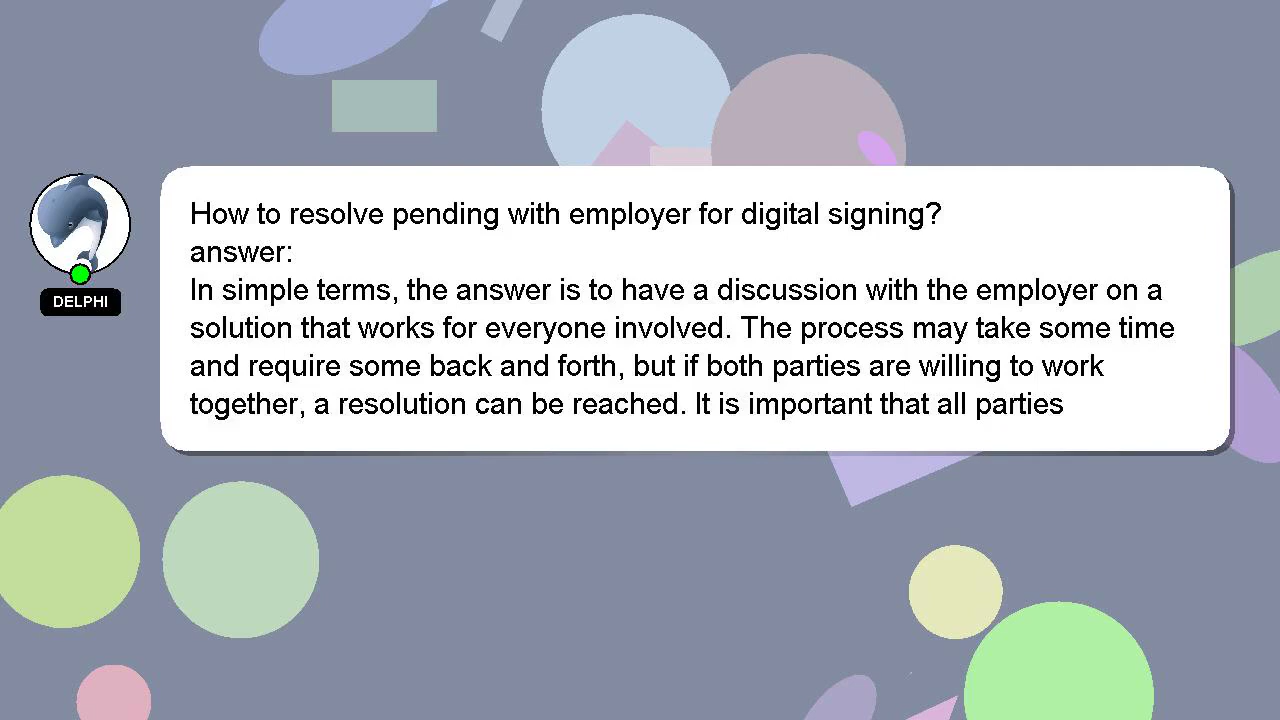 How to resolve pending with employer for digital signing?
answer:
In simple terms, the answer is to have a discussion with the employer on a
solution that works for everyone involved. The process may take some time
and require some back and forth, but if both parties are willing to work
together, a resolution can be reached. It is important that all parties
DELPHI